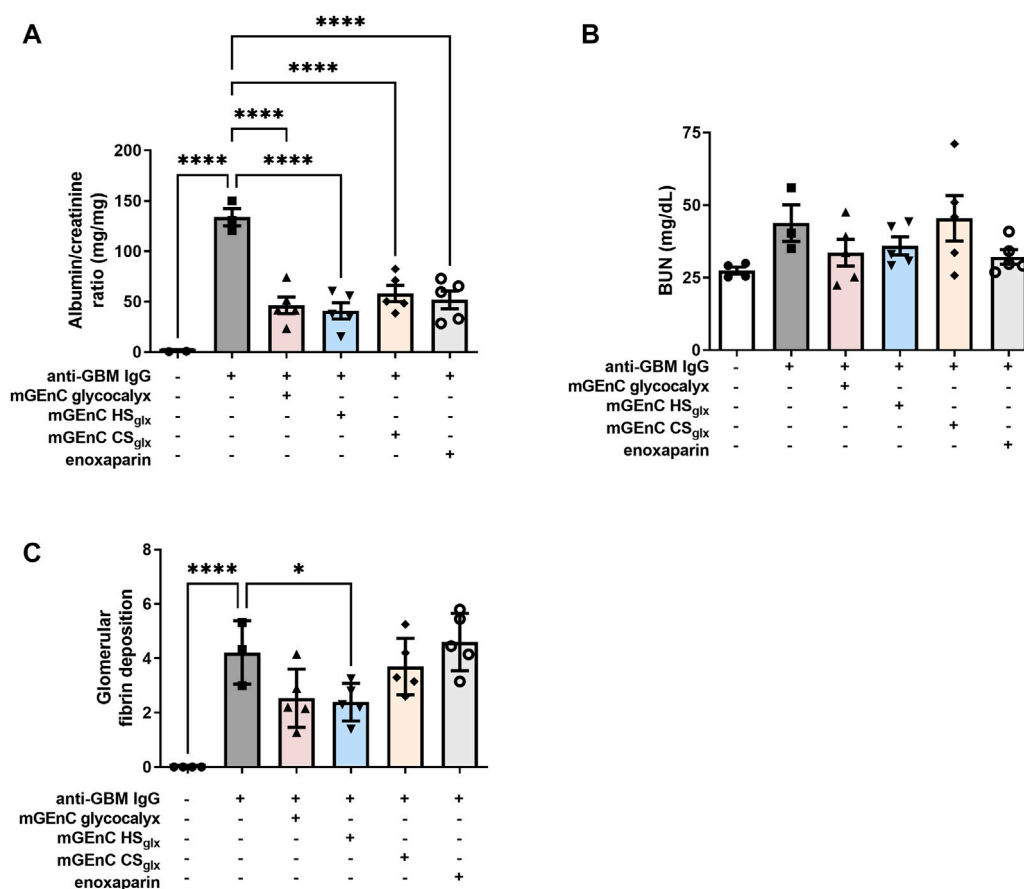 A
****
****
****
****
****
Albumin/creatinine
ratio (mg/mg)
200
150
100
50
0
anti-GBM IgG - + + + + +
mGEnC glycocalyx - - + - - -
mGEnC HSglx - - - + - -
mGEnC CSglx - - - - + -
enoxaparin - - - - - +
B
BUN (mg/dL)
75
50
25
0
anti-GBM IgG - + + + + +
mGEnC glycocalyx - - + - - -
mGEnC HSglx - - - + - -
mGEnC CSglx - - - - + -
enoxaparin - - - - - +
C
****
*
Glomerular
fibrin deposition
8
6
4
2
0
anti-GBM IgG - + + + + +
mGEnC glycocalyx - - + - - -
mGEnC HSglx - - - + - -
mGEnC CSglx - - - - + -
enoxaparin - - - - - +